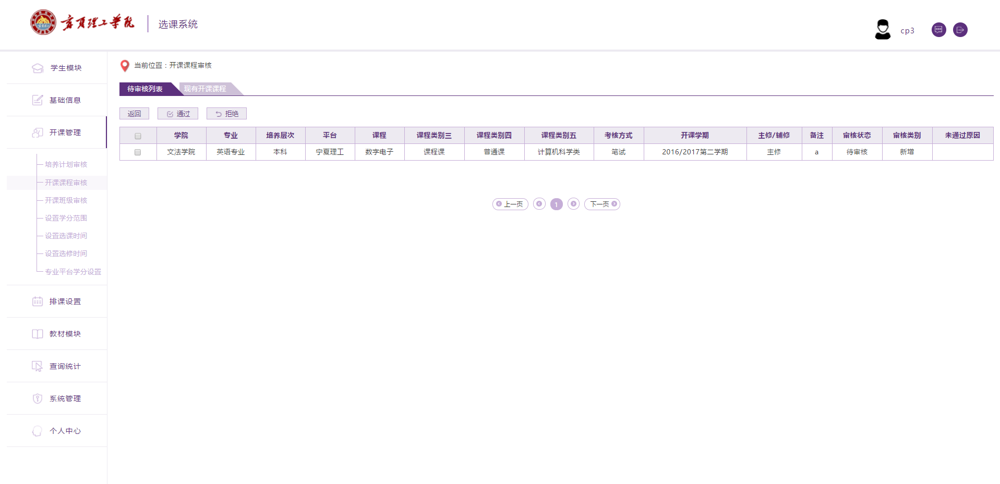 宁夏理工学院
选课系统
cp3
学生模块
基础信息
开课管理
培养计划审核
开课课程审核
开课班级审核
设置学分范围
设置选课时间
设置选修时间
专业平台学分设置
排课设置
教材模块
查询统计
系统管理
个人中心
当前位置：开课课程审核
待审核列表 现有开课课程
返回 通过 拒绝
学院 专业 培养层次 平台 课程 课程类别三 课程类别四 课程类别五 考核方式 开课学期 主修/辅修 备注 审核状态 审核类别 未通过原因
文法学院 英语专业 本科 宁夏理工 数字电子 课程课 普通课 计算机科学类 笔试 2016/2017第二学期 主修 a 待审核 新增
上一页 1 下一页